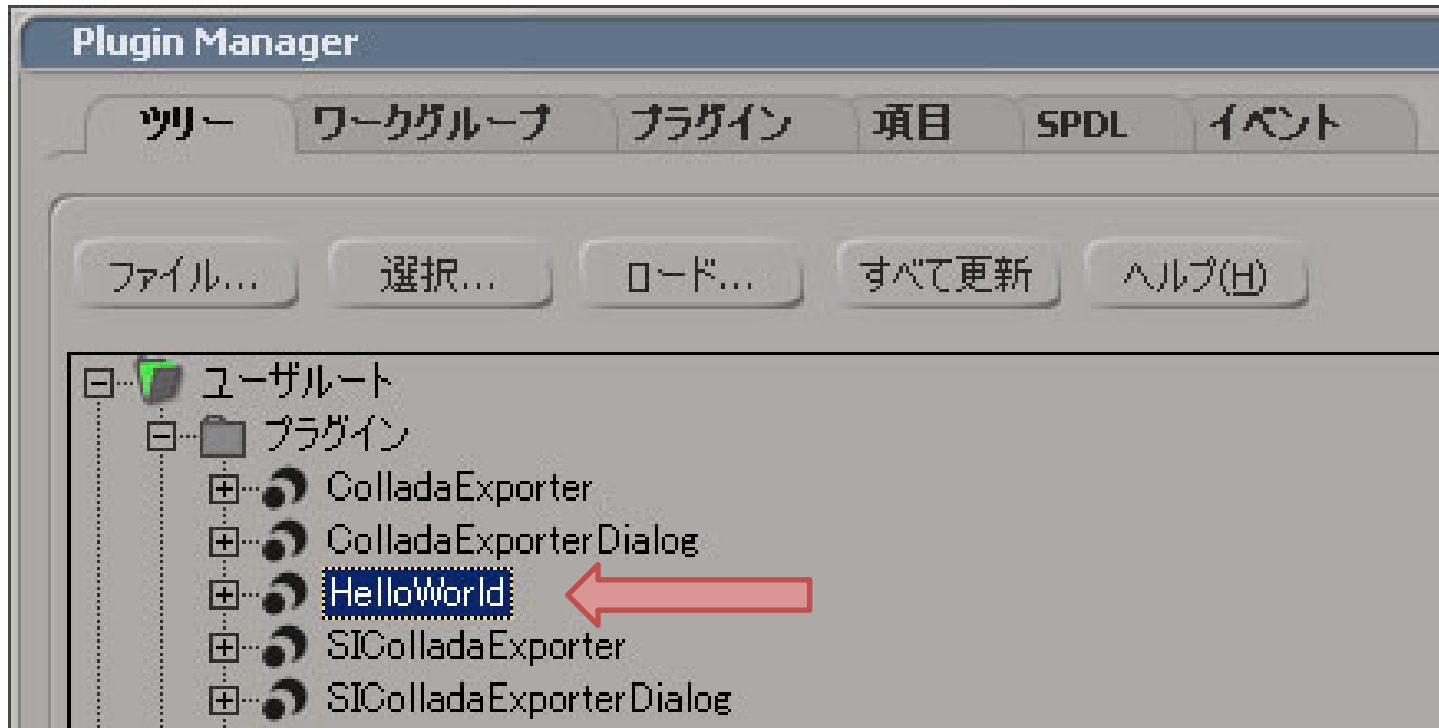 Plugin Manager
ツリー ワークグループ プラグイン 項目 SPDL イベント
ファイル... 選択... ロード... すべて更新 ヘルプ(H)
ユーザルート
プラグイン
ColladaExporter
ColladaExporterDialog
HelloWorld
SIColladaExporter
SIColladaExporterDialog